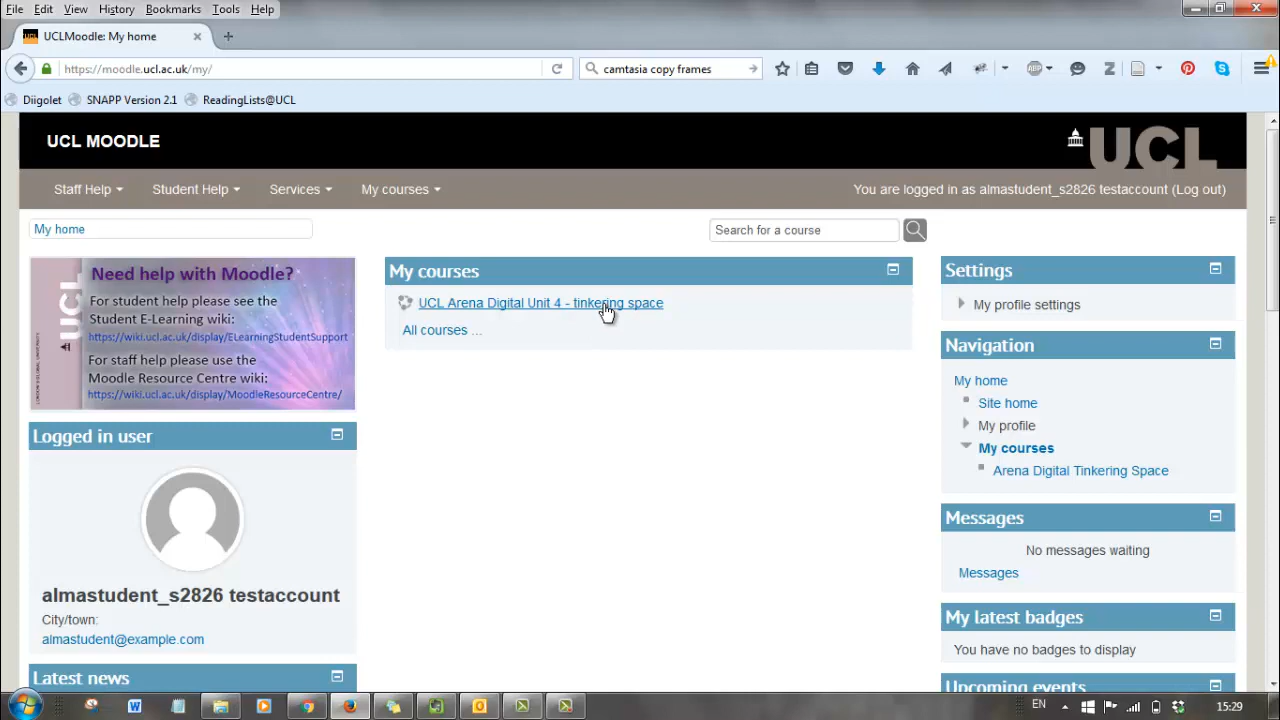 File Edit View History Bookmarks Tools Help
UCL UCLMoodle: My home
https://moodle.ucl.ac.uk/my/ camtasia copy frames ABP Z
Diigolet SNAPP Version 2.1 ReadingLists@UCL
UCL MOODLE
UCL
Staff Help Student Help Services My courses You are logged in as almastudent_s2826 testaccount (Log out)
My home Search for a course
Need help with Moodle?
For student help please see the
Student E-Learning wiki:
https://wiki.ucl.ac.uk/display/ELearningStudentSupport
For staff help please use the
Moodle Resource Centre wiki:
https://wiki.ucl.ac.uk/display/MoodleResourceCentre/
UCL
Logged in user
almastudent_s2826 testaccount
City/town:
almastudent@example.com
Latest news
My courses
UCL Arena Digital Unit 4 - tinkering space
All courses ...
Settings
My profile settings
Navigation
My home
Site home
My profile
My courses
Arena Digital Tinkering Space
Messages
No messages waiting
Messages
My latest badges
You have no badges to display
Upcoming events
EN 15:29